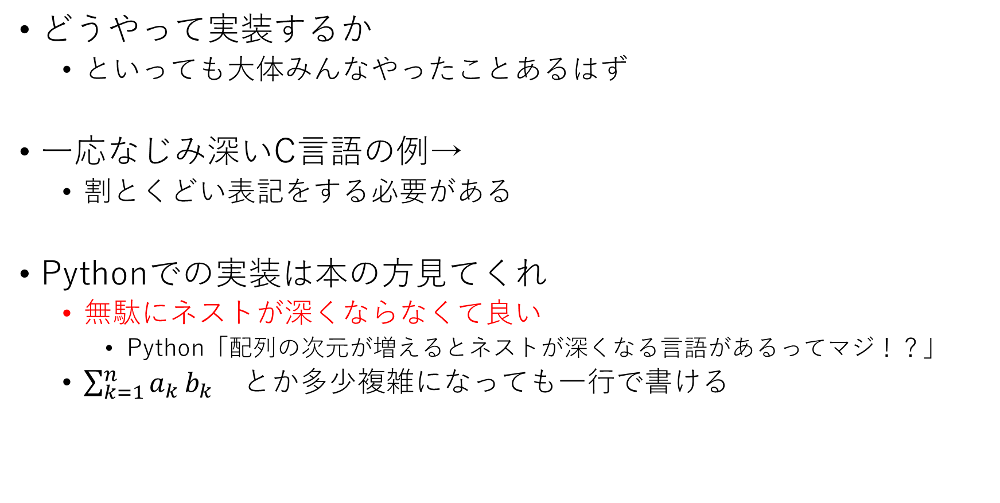 • どうやって実装するか
• といっても大体みんなやったことあるはず
• 一応なじみ深いC言語の例→
• 割とくどい表記をする必要がある
• Pythonでの実装は本の方見てくれ
• 無駄にネストが深くならなくて良い
• Python「配列の次元が増えるとネストが深くなる言語があるってマジ！？」
• ∑ⁿₖ₌₁ aₖ bₖ　とか多少複雑になっても一行で書ける